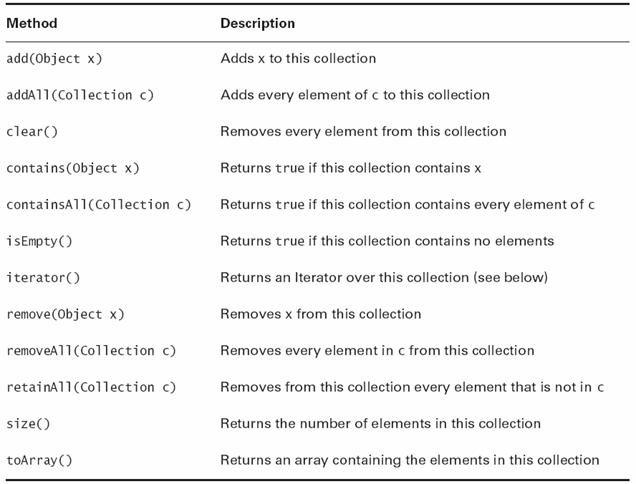 Method Description
add(Object x) Adds x to this collection
addAll(Collection c) Adds every element of c to this collection
clear() Removes every element from this collection
contains(Object x) Returns true if this collection contains x
containsAll(Collection c) Returns true if this collection contains every element of c
isEmpty() Returns true if this collection contains no elements
iterator() Returns an Iterator over this collection (see below)
remove(Object x) Removes x from this collection
removeAll(Collection c) Removes every element in c from this collection
retainAll(Collection c) Removes from this collection every element that is not in c
size() Returns the number of elements in this collection
toArray() Returns an array containing the elements in this collection